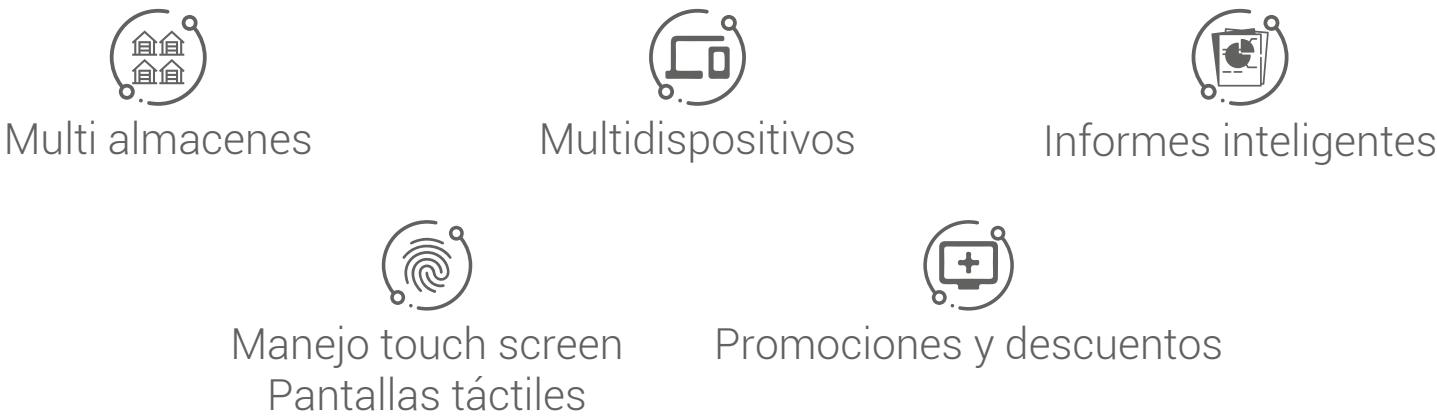 Multi almacenes
Multidispositivos
Informes inteligentes
Manejo touch screen
Pantallas táctiles
Promociones y descuentos